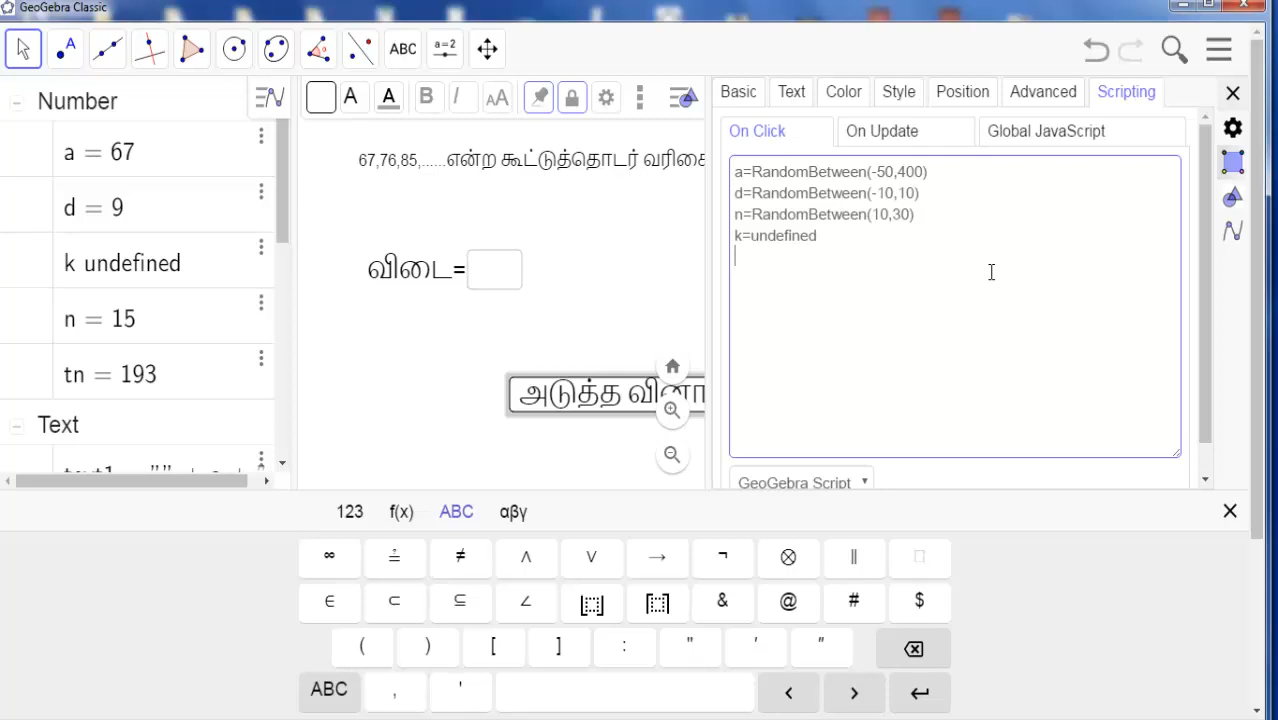 GeoGebra Classic
ABC
a=2
Number
a = 67
d = 9
k undefined
n = 15
tn = 193
Text
A A B I AA
67,76,85,......என்ற கூட்டுத்தொடர் வரிசை
விடை=
அடுத்த வினா
Basic Text Color Style Position Advanced Scripting
On Click On Update Global JavaScript
a=RandomBetween(-50,400)
d=RandomBetween(-10,10)
n=RandomBetween(10,30)
k=undefined
GeoGebra Script
123 f(x) ABC αβγ
∞ ≟ ≠ ∧ ∨ → ¬ ⊗ ∥
∈ ⊂ ⊆ ∠ & @ # $
( ) [ ] : " ′ ″
ABC , '  < >